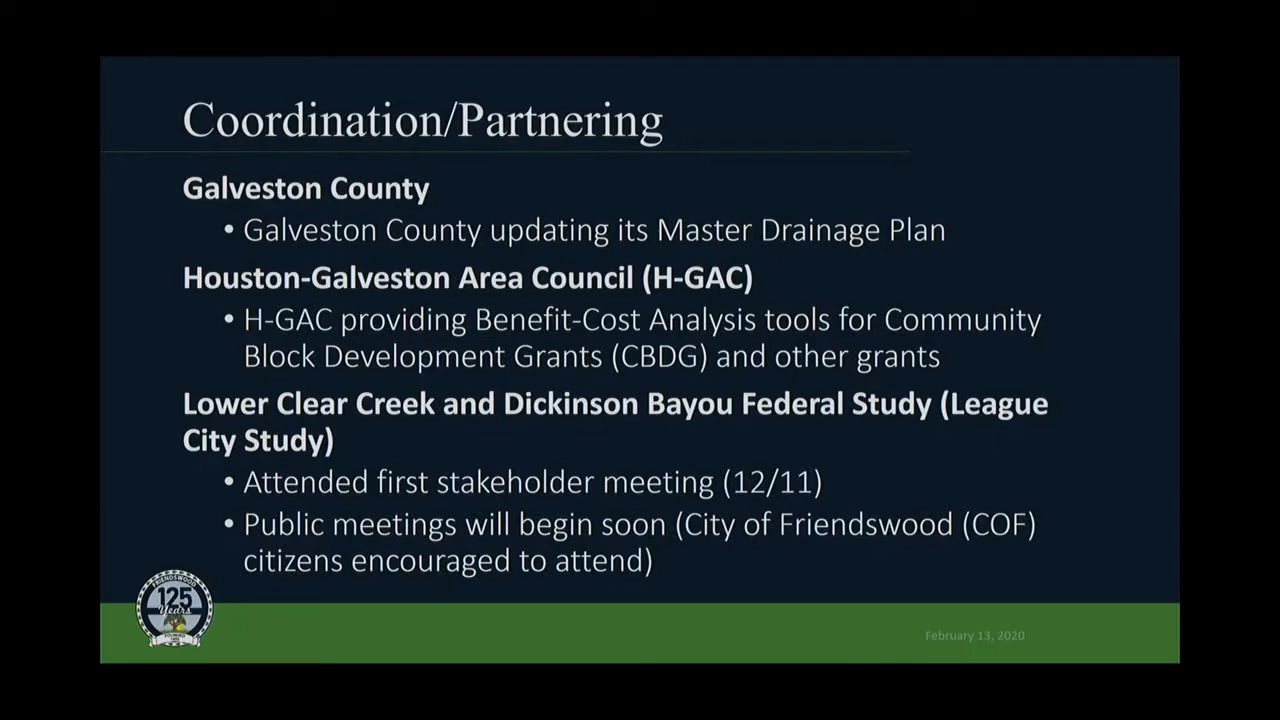 Coordination/Partnering
Galveston County
• Galveston County updating its Master Drainage Plan
Houston-Galveston Area Council (H-GAC)
• H-GAC providing Benefit-Cost Analysis tools for Community
Block Development Grants (CBDG) and other grants
Lower Clear Creek and Dickinson Bayou Federal Study (League
City Study)
• Attended first stakeholder meeting (12/11)
• Public meetings will begin soon (City of Friendswood (COF)
citizens encouraged to attend)
FRIENDSWOOD
125
Years
February 13, 2020